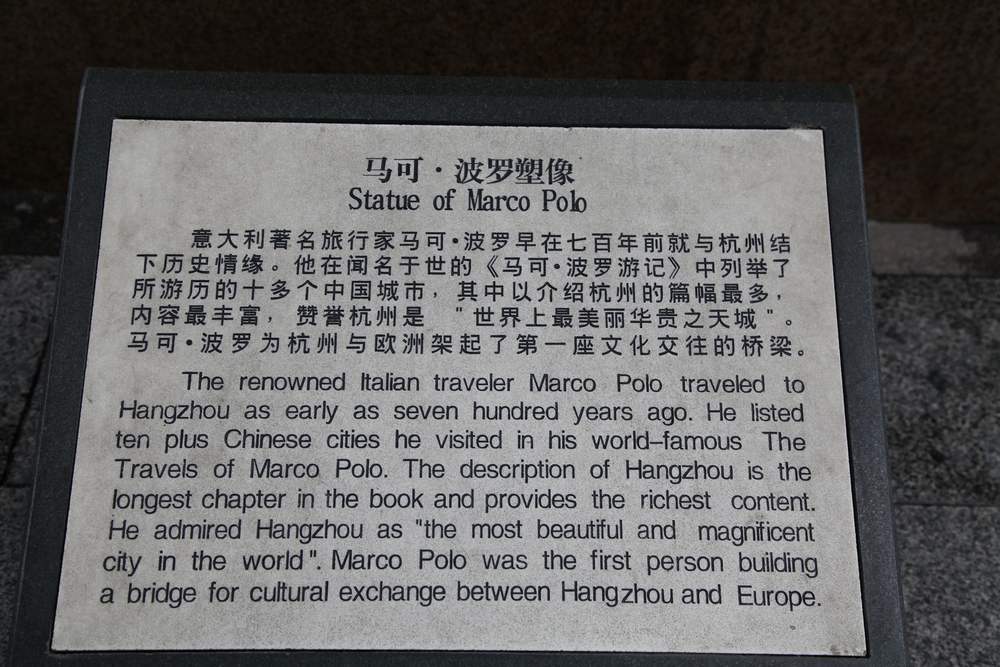 马可·波罗塑像
Statue of Marco Polo
意大利著名旅行家马可·波罗早在七百年前就与杭州结
下历史情缘。他在闻名于世的《马可·波罗游记》中列举了
所游历的十多个中国城市，其中以介绍杭州的篇幅最多，
内容最丰富，赞誉杭州是 "世界上最美丽华贵之天城"。
马可·波罗为杭州与欧洲架起了第一座文化交往的桥梁。
The renowned Italian traveler Marco Polo traveled to
Hangzhou as early as seven hundred years ago. He listed
ten plus Chinese cities he visited in his world-famous The
Travels of Marco Polo. The description of Hangzhou is the
longest chapter in the book and provides the richest content.
He admired Hangzhou as "the most beautiful and magnificent
city in the world". Marco Polo was the first person building
a bridge for cultural exchange between Hangzhou and Europe.